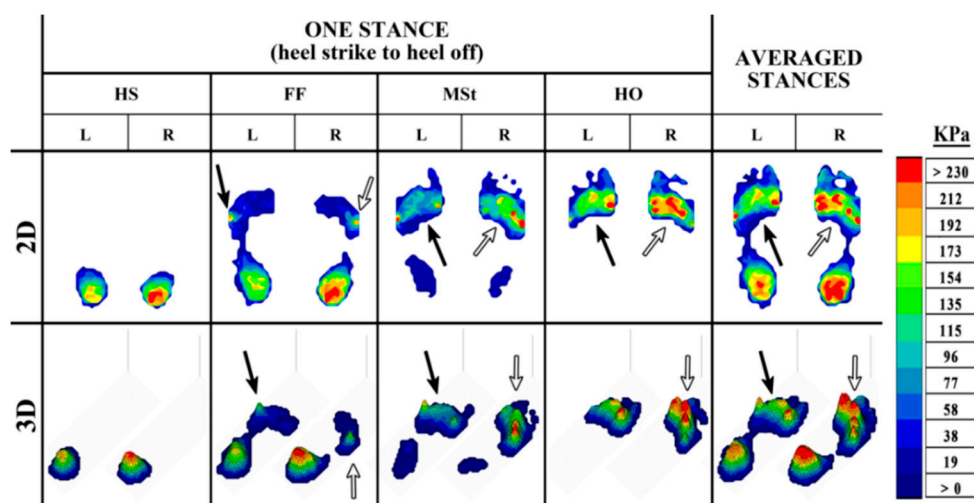 ONE STANCE
(heel strike to heel off)
AVERAGED
STANCES
HS FF MSt HO
L R L R L R L R L R
KPa
2D
> 230
212
192
173
154
135
115
96
77
58
38
19
> 0
3D